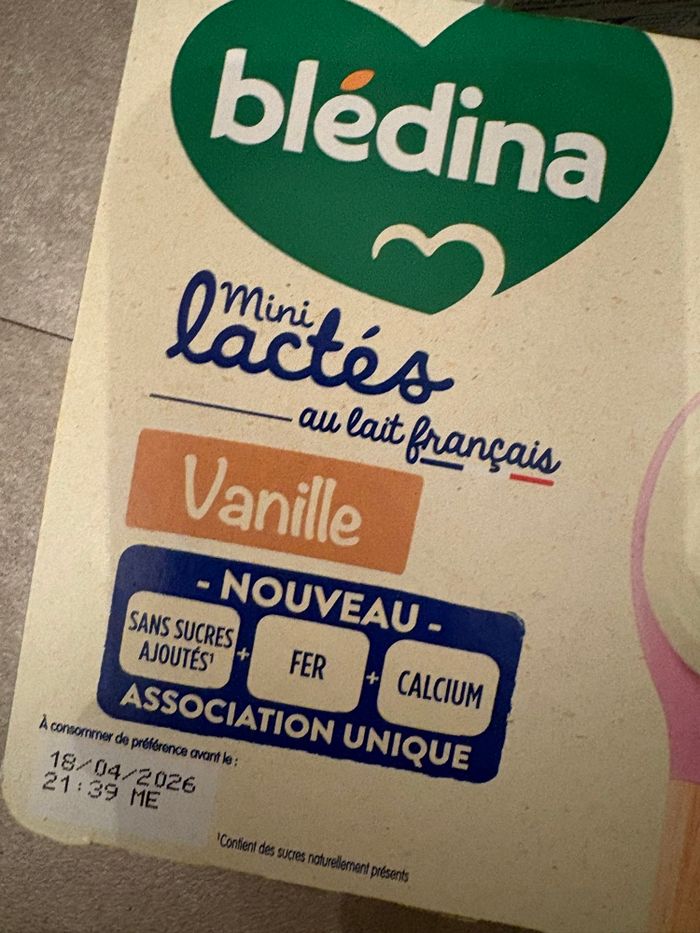 blédina
Mini
lactés
au lait français
Vanille
- NOUVEAU -
SANS SUCRES
AJOUTÉS¹
+
FER
+
CALCIUM
ASSOCIATION UNIQUE
À consommer de préférence avant le :
18/04/2026
21:39 ME
¹Contient des sucres naturellement présents